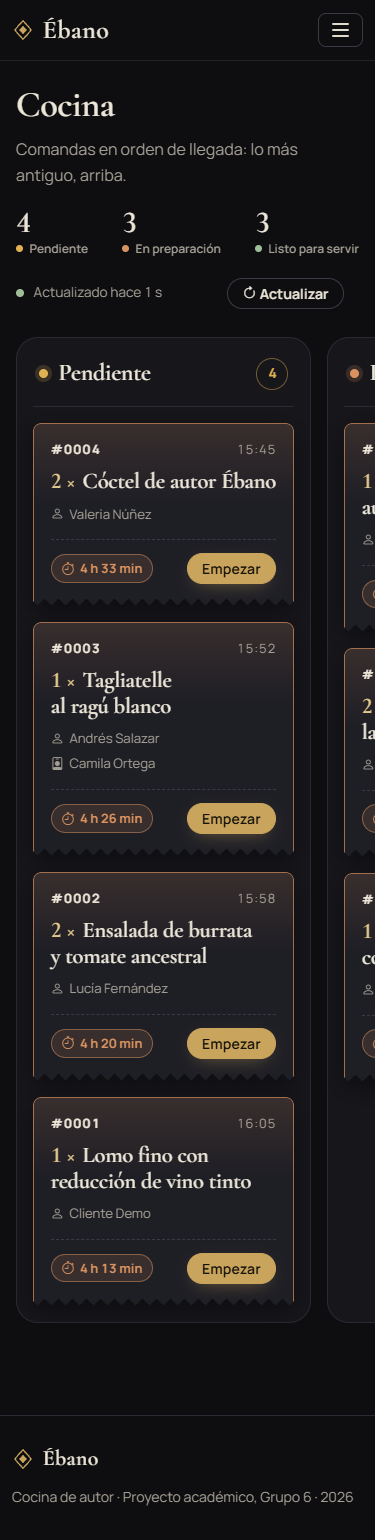 Ébano
Cocina
Comandas en orden de llegada: lo más
antiguo, arriba.
4
Pendiente
3
En preparación
3
Listo para servir
Actualizado hace 1 s
Actualizar
Pendiente
4
#0004
15:45
2 × Cóctel de autor Ébano
Valeria Núñez
4 h 33 min
Empezar
#0003
15:52
1 × Tagliatelle
al ragú blanco
Andrés Salazar
Camila Ortega
4 h 26 min
Empezar
#0002
15:58
2 × Ensalada de burrata
y tomate ancestral
Lucía Fernández
4 h 20 min
Empezar
#0001
16:05
1 × Lomo fino con
reducción de vino tinto
Cliente Demo
4 h 13 min
Empezar
Ébano
Cocina de autor · Proyecto académico, Grupo 6 · 2026